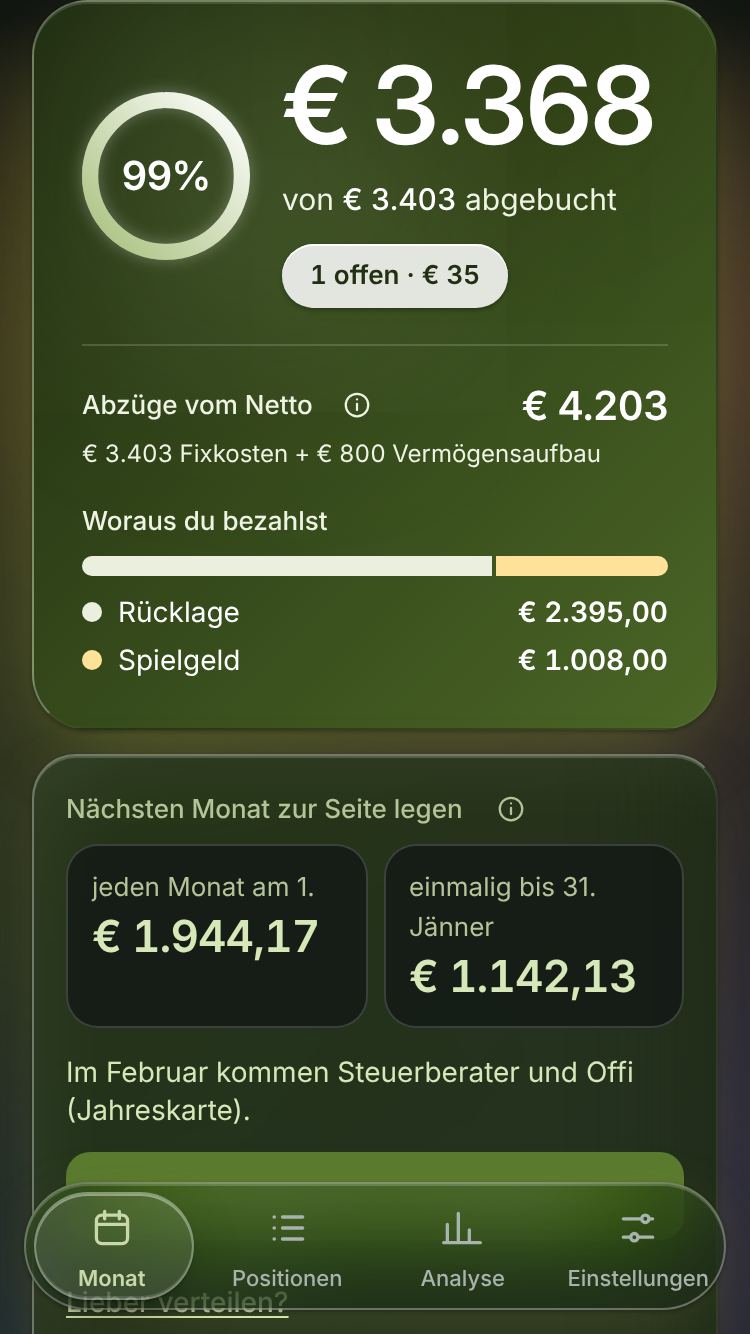 99%
€ 3.368
von € 3.403 abgebucht
1 offen · € 35
Abzüge vom Netto
€ 4.203
€ 3.403 Fixkosten + € 800 Vermögensaufbau
Woraus du bezahlst
Rücklage
€ 2.395,00
Spielgeld
€ 1.008,00
Nächsten Monat zur Seite legen
jeden Monat am 1.
€ 1.944,17
einmalig bis 31.
Jänner
€ 1.142,13
Im Februar kommen Steuerberater und Offi
(Jahreskarte).
Monat
Positionen
Analyse
Einstellungen
Lieber verteilen?